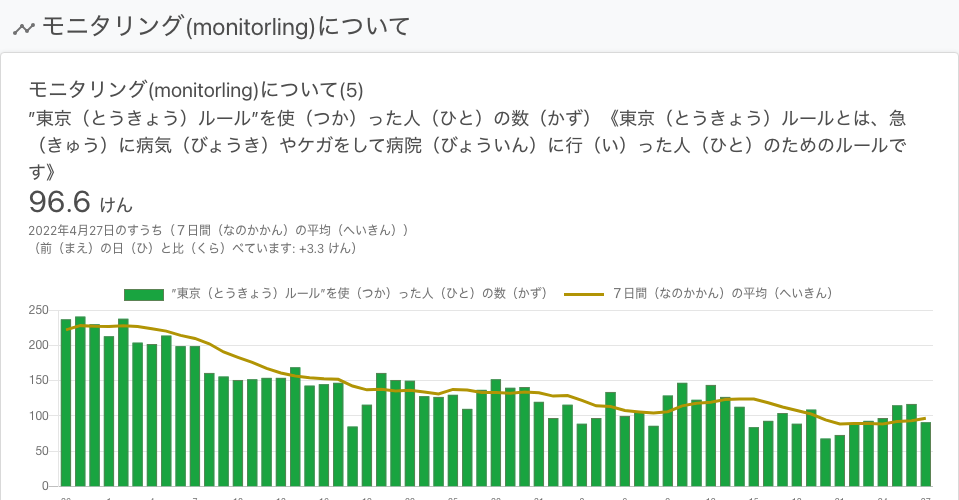 モニタリング(monitorling)について
モニタリング(monitorling)について(5)
”東京（とうきょう）ルール”を使（つか）った人（ひと）の数（かず）《東京（とうきょう）ルールとは、急
（きゅう）に病気（びょうき）やケガをして病院（びょういん）に行（い）った人（ひと）のためのルールで
す》
96.6 けん
2022年4月27日のすうち（７日間（なのかかん）の平均（へいきん））
（前（まえ）の日（ひ）と比（くら）べています: +3.3 けん）
”東京（とうきょう）ルール”を使（つか）った人（ひと）の数（かず） ７日間（なのかかん）の平均（へいきん）
250
200
150
100
50
0